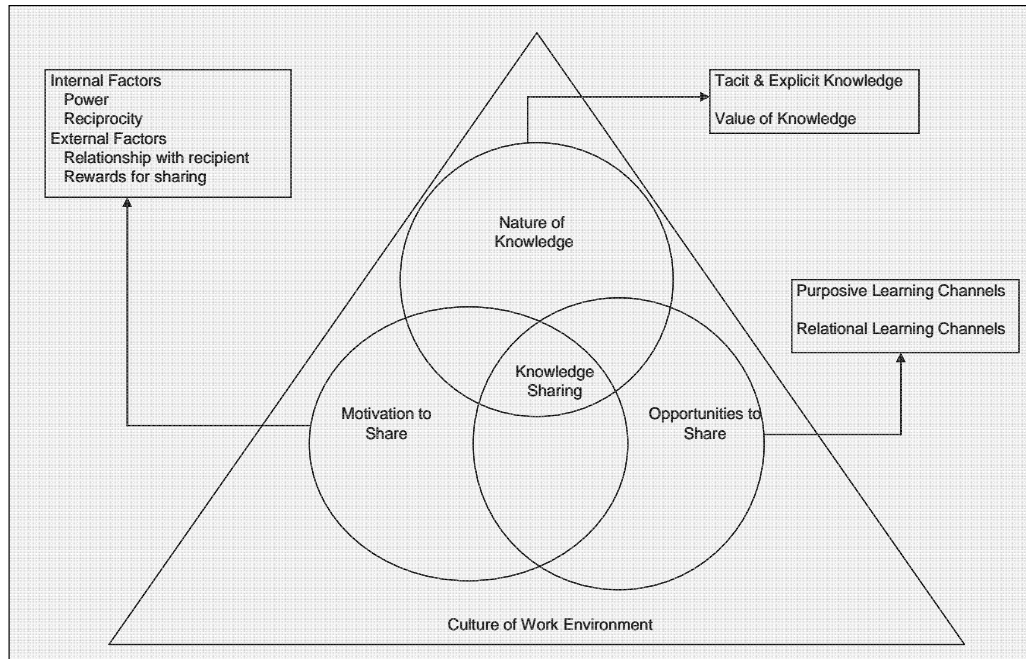 Internal Factors
Power
Reciprocity
External Factors
Relationship with recipient
Rewards for sharing
Tacit & Explicit Knowledge
Value of Knowledge
Nature of
Knowledge
Purposive Learning Channels
Relational Learning Channels
Knowledge
Sharing
Motivation to
Share
Opportunities to
Share
Culture of Work Environment